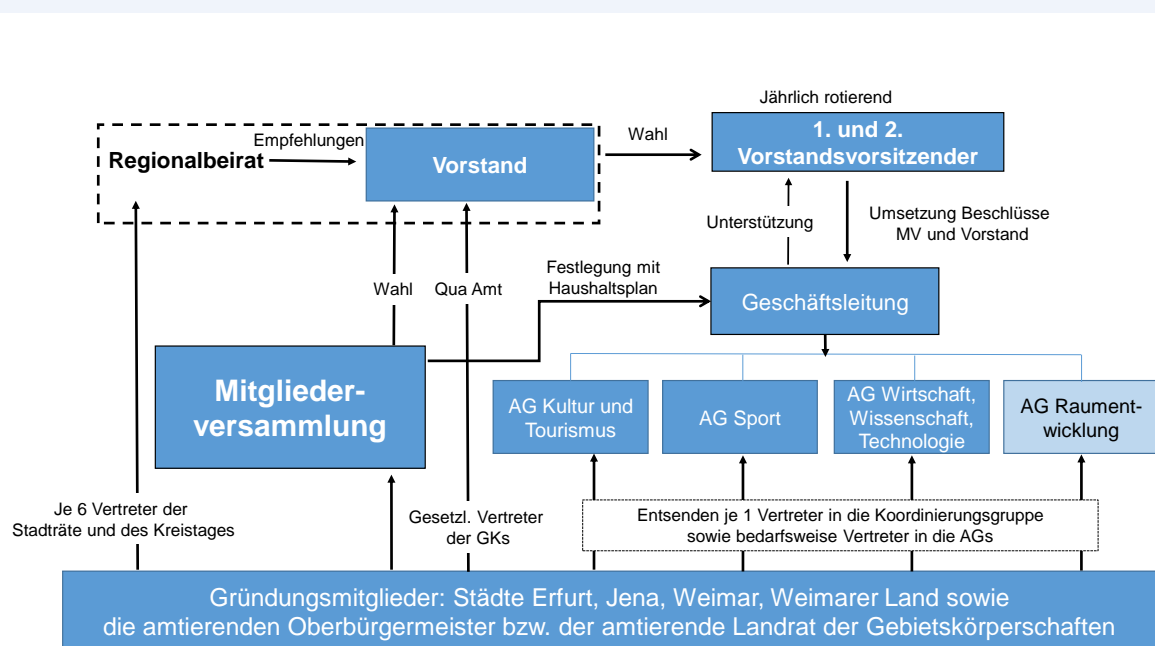 Jährlich rotierend
Empfehlungen
Regionalbeirat
Vorstand
Wahl
1. und 2.
Vorstandsvorsitzender
Unterstützung
Umsetzung Beschlüsse
MV und Vorstand
Wahl
Qua Amt
Festlegung mit
Haushaltsplan
Geschäftsleitung
Mitglieder-
versammlung
AG Kultur und
Tourismus
AG Sport
AG Wirtschaft,
Wissenschaft,
Technologie
AG Raument-
wicklung
Je 6 Vertreter der
Stadträte und des Kreistages
Gesetzl. Vertreter
der GKs
Entsenden je 1 Vertreter in die Koordinierungsgruppe
sowie bedarfsweise Vertreter in die AGs
Gründungsmitglieder: Städte Erfurt, Jena, Weimar, Weimarer Land sowie
die amtierenden Oberbürgermeister bzw. der amtierende Landrat der Gebietskörperschaften